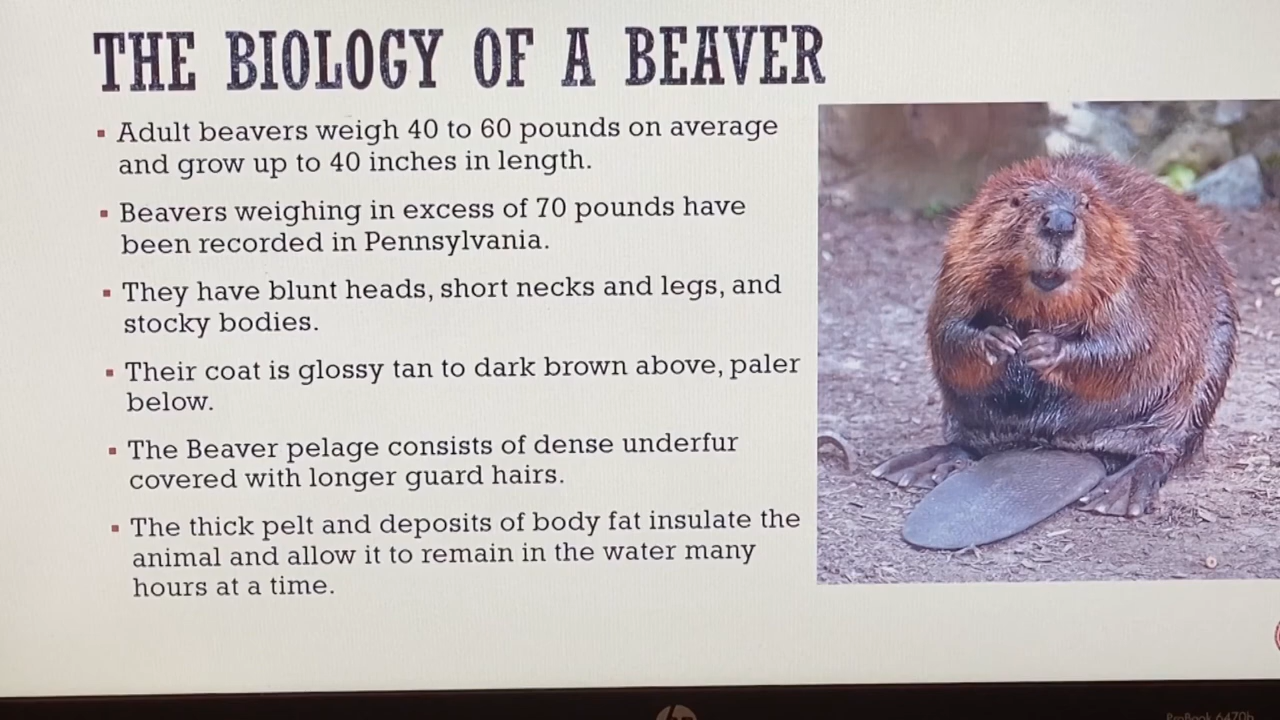 THE BIOLOGY OF A BEAVER
Adult beavers weigh 40 to 60 pounds on average
and grow up to 40 inches in length.
Beavers weighing in excess of 70 pounds have
been recorded in Pennsylvania.
They have blunt heads, short necks and legs, and
stocky bodies.
Their coat is glossy tan to dark brown above, paler
below.
The Beaver pelage consists of dense underfur
covered with longer guard hairs.
The thick pelt and deposits of body fat insulate the
animal and allow it to remain in the water many
hours at a time.
hp
ProBook 6470b